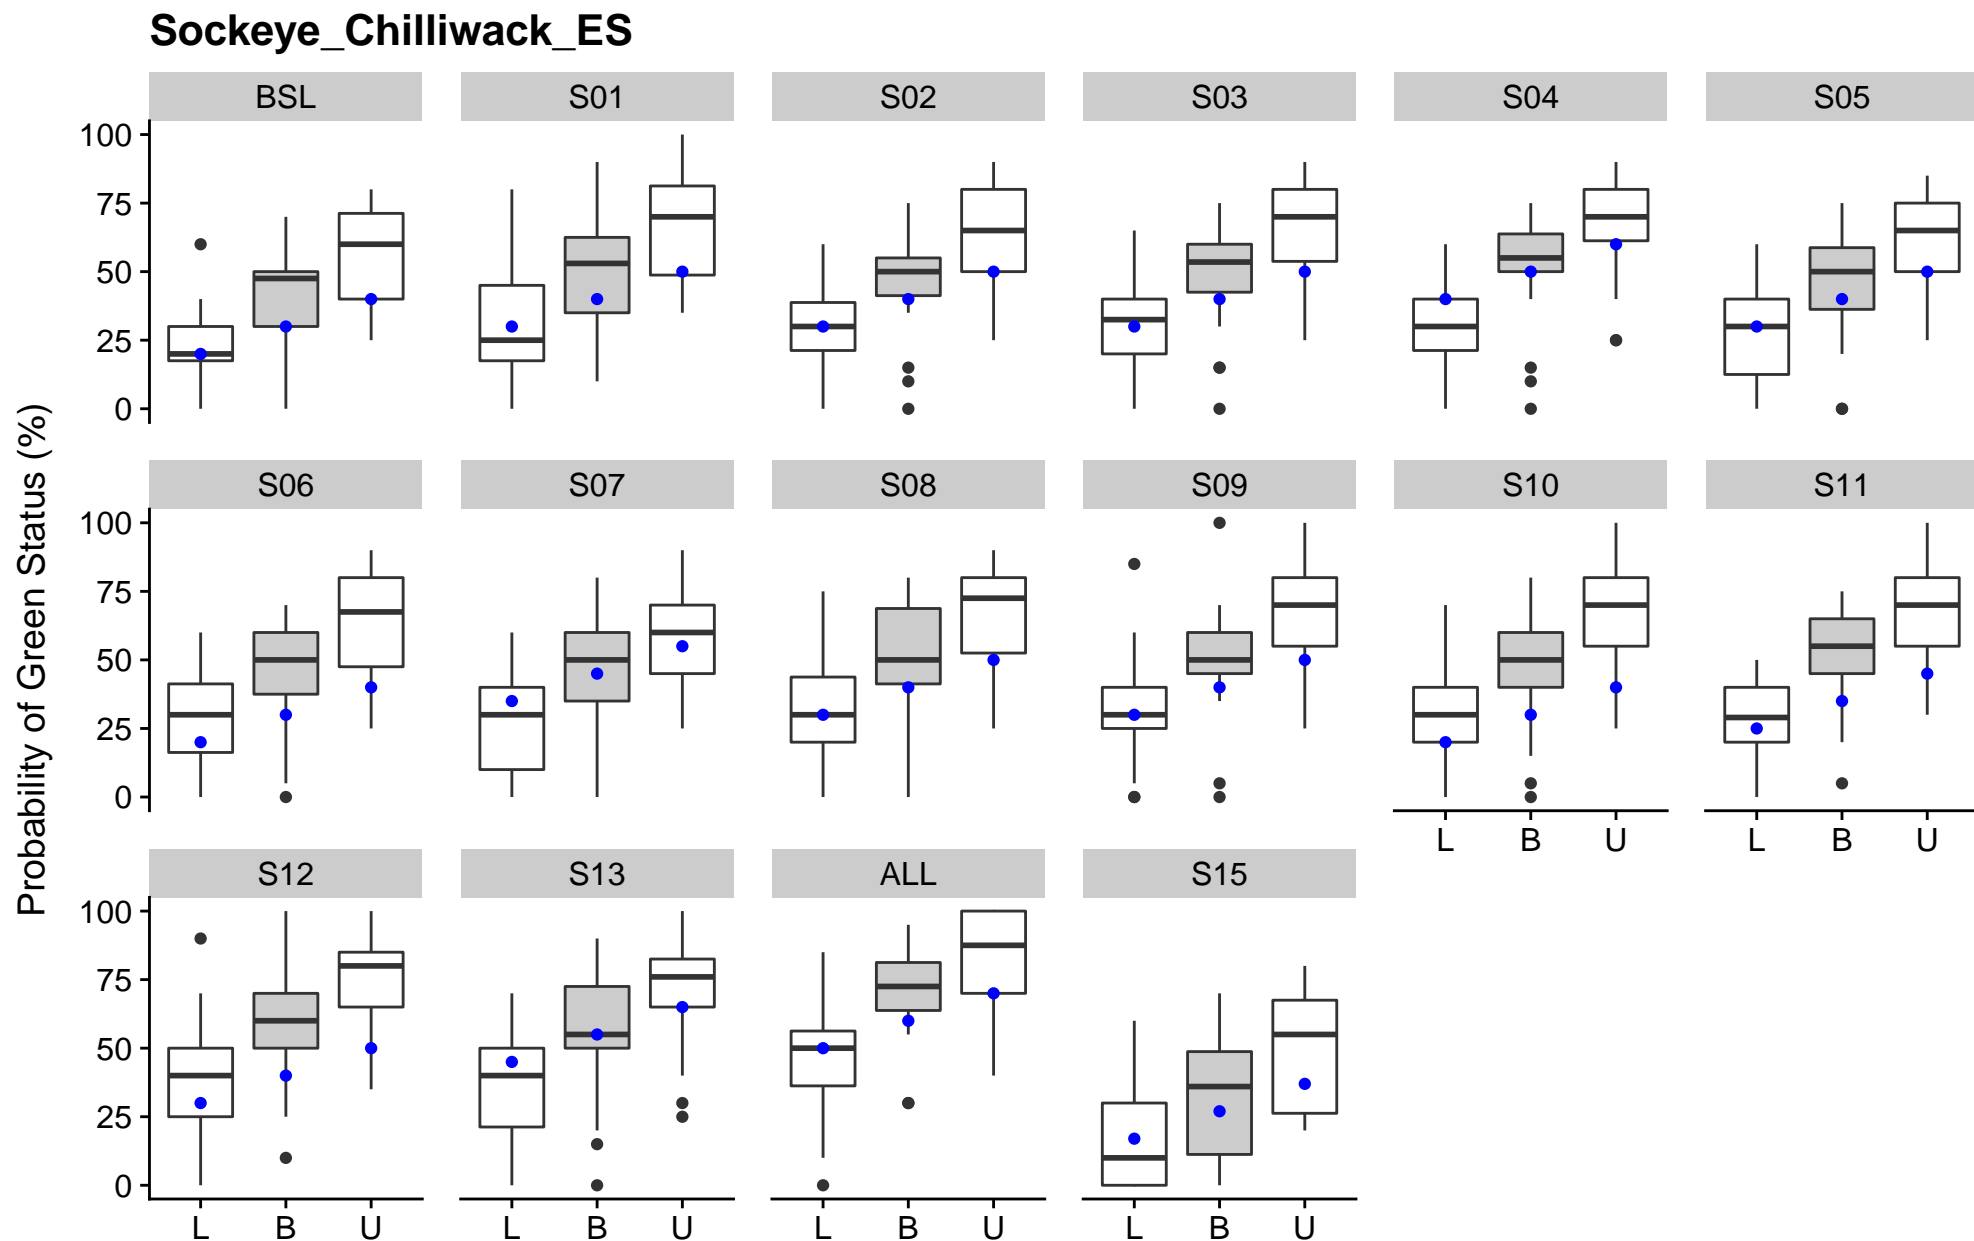 Sockeye_Chilliwack_ES
BSL S01 S02 S03 S04 S05
100
75
50
25
0
S06 S07 S08 S09 S10 S11
100
75
50
25
0
L B U L B U
S12 S13 ALL S15
100
75
50
25
0
L B U L B U L B U L B U
Probability of Green Status (%)